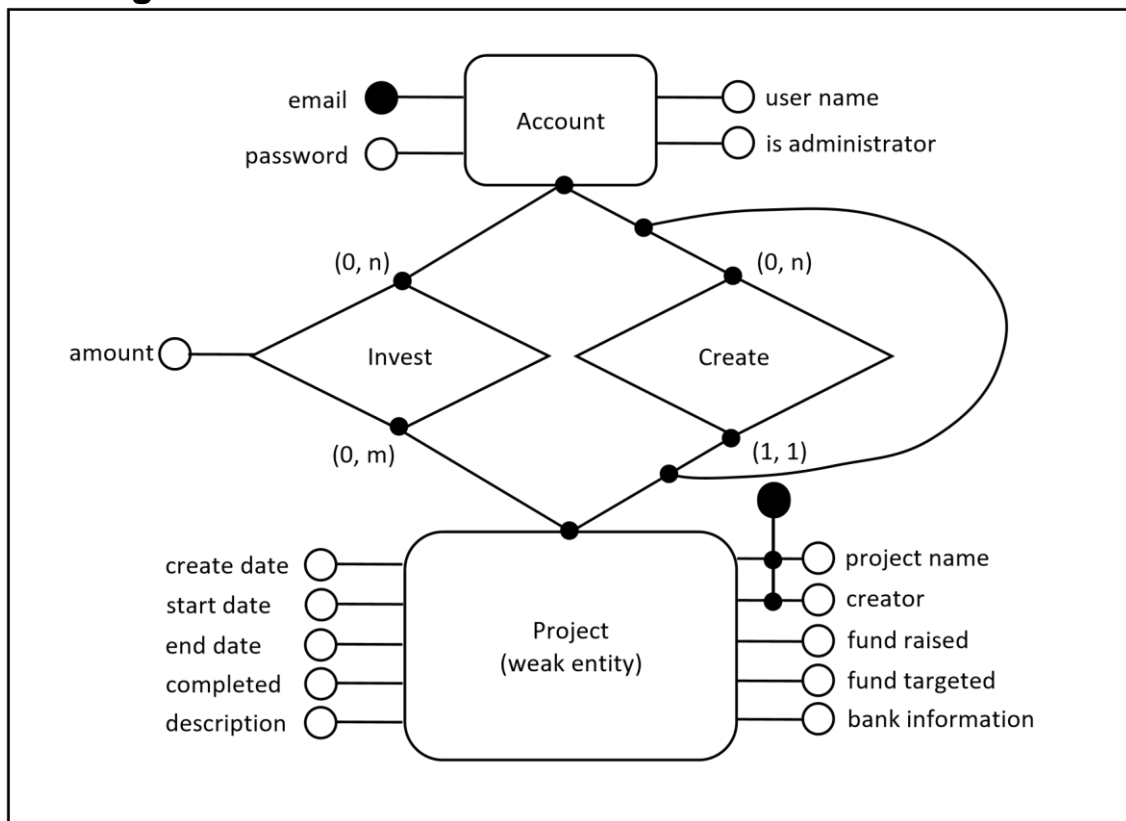 email
password
Account
user name
is administrator
(0, n)
(0, n)
amount
Invest
Create
(0, m)
(1, 1)
create date
start date
end date
completed
description
Project
(weak entity)
project name
creator
fund raised
fund targeted
bank information